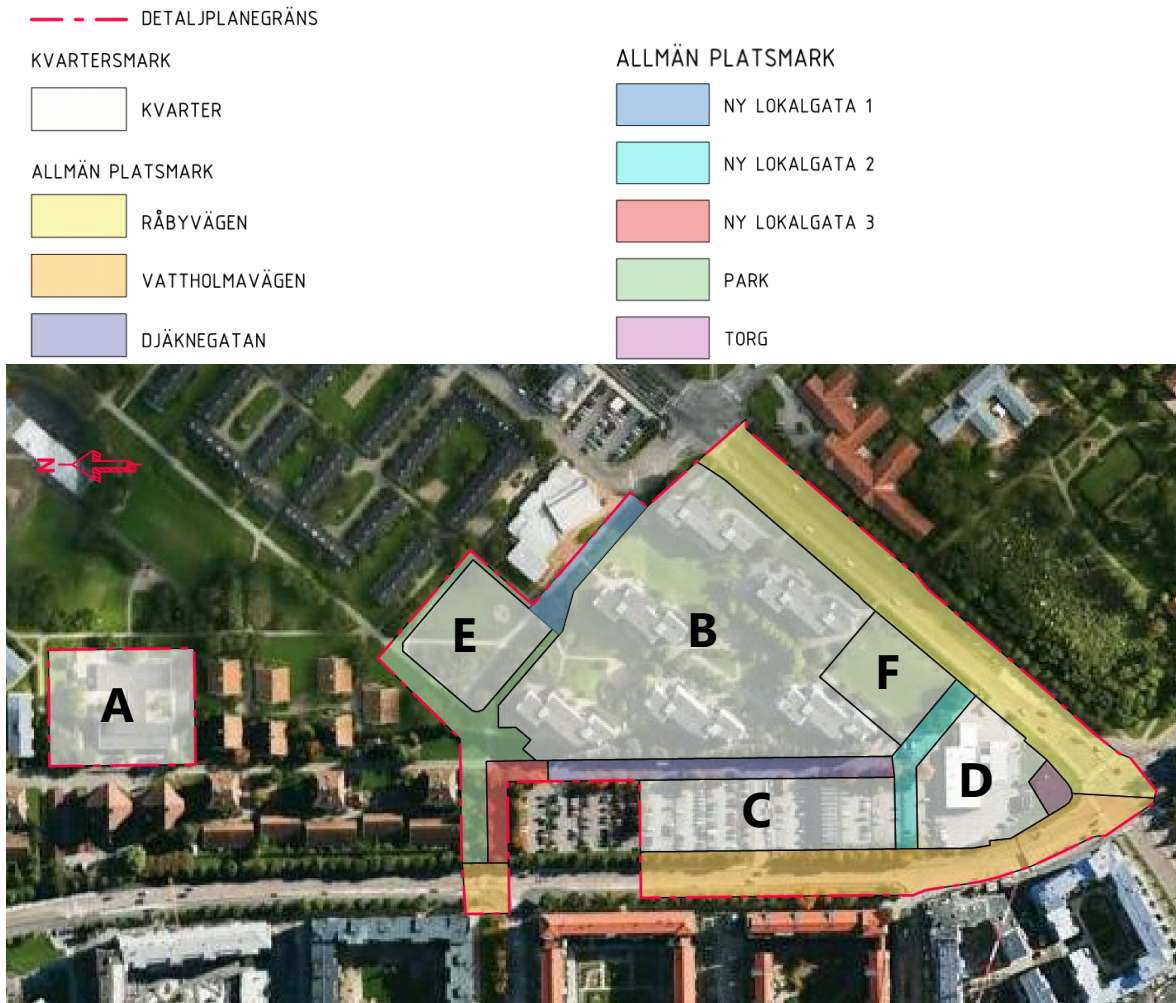 DETALJPLANEGRÄNS
KVARTERSMARK
KVARTER
ALLMÄN PLATSMARK
RÅBYVÄGEN
VATTHOLMAVÄGEN
DJÄKNEGATAN
ALLMÄN PLATSMARK
NY LOKALGATA 1
NY LOKALGATA 2
NY LOKALGATA 3
PARK
TORG
N
A
B
C
D
E
F